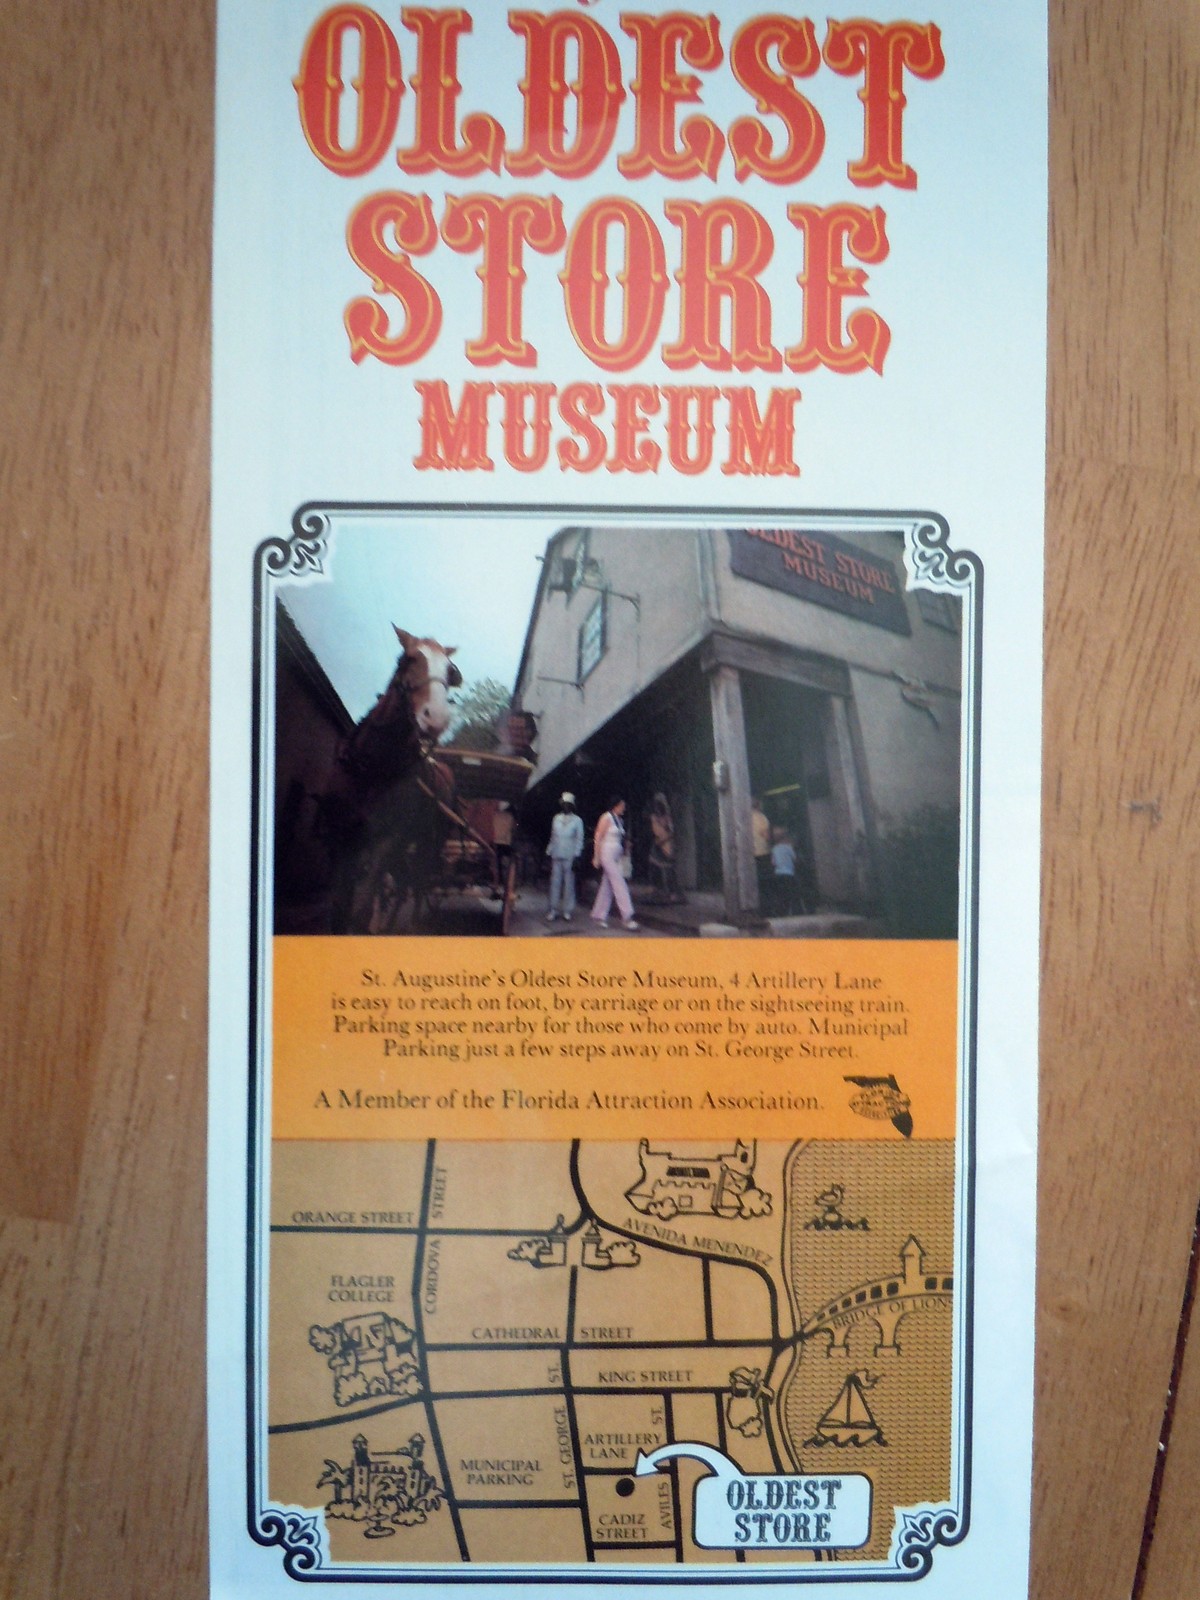 OLDEST
STORE
MUSEUM
OLDEST STORE
MUSEUM
St. Augustine's Oldest Store Museum, 4 Artillery Lane
is easy to reach on foot, by carriage or on the sightseeing train.
Parking space nearby for those who come by auto. Municipal
Parking just a few steps away on St. George Street.
A Member of the Florida Attraction Association.
ORANGE STREET
CORDOVA STREET
AVENIDA MENENDEZ
FLAGLER
COLLEGE
BRIDGE OF LIONS
CATHEDRAL STREET
KING STREET
ST. GEORGE ST.
ARTILLERY
LANE
AVILES ST.
MUNICIPAL
PARKING
CADIZ
STREET
OLDEST
STORE